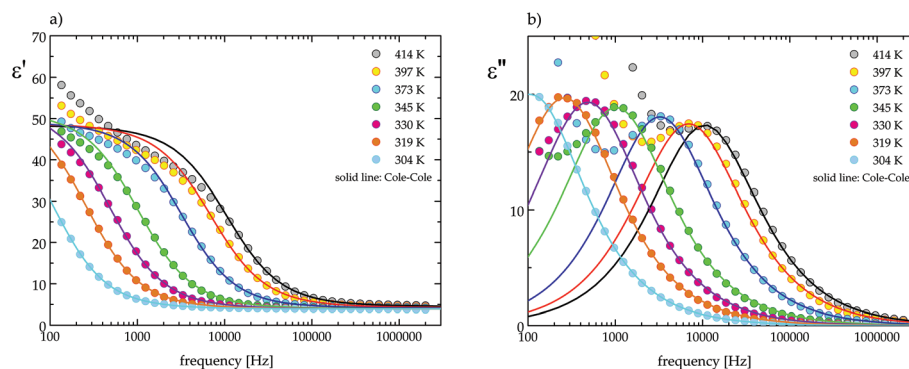 a)
ε'
70
60
50
40
30
20
10
0
100 1000 10000 100000 1000000
frequency [Hz]
414 K
397 K
373 K
345 K
330 K
319 K
304 K
solid line: Cole-Cole
b)
ε"
20
10
0
100 1000 10000 100000 1000000
frequency [Hz]
414 K
397 K
373 K
345 K
330 K
319 K
304 K
solid line: Cole-Cole